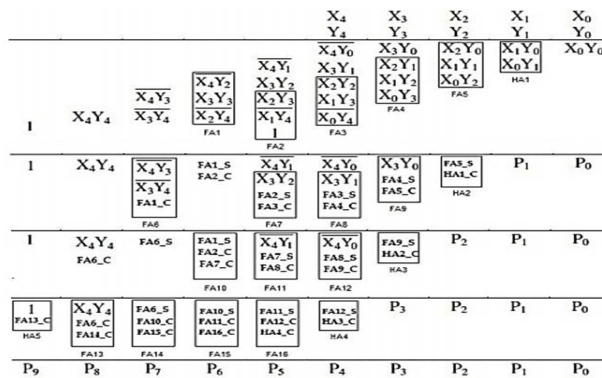 X₄ X₃ X₂ X₁ X₀
Y₄ Y₃ Y₂ Y₁ Y₀
X₄Y₀ X₃Y₀ X₂Y₀ X₁Y₀ X₀Y₀
X₄Y₁ X₃Y₁ X₂Y₁ X₁Y₁ X₀Y₁
HA1
X₄Y₂ X₃Y₂ X₂Y₂ X₁Y₂ X₀Y₂
FA5
X₄Y₃ X₃Y₃ X₂Y₃ X₁Y₃ X₀Y₃
FA4
X₄Y₄ X₃Y₄ X₂Y₄ X₁Y₄ X₀Y₄
1 1
FA1 FA2 FA3
1 X₄Y₄ X₄Y₃ FA1_S X₄Y₁ X₄Y₀ X₃Y₀ FA5_S P₁ P₀
X₃Y₄ FA2_C X₃Y₂ X₃Y₁ FA4_S HA1_C
FA1_C FA2_S FA3_S FA5_C HA2
FA3_C FA4_C
FA6 FA7 FA8 FA9
1 X₄Y₄ FA6_S FA1_S X₄Y₁ X₄Y₀ FA9_S P₂ P₁ P₀
FA6_C FA2_C FA7_S FA8_S HA2_C
FA7_C FA8_C FA9_C HA3
FA10 FA11 FA12
1 X₄Y₄ FA6_S FA10_S FA11_S FA12_S P₃ P₂ P₁ P₀
FA13_C FA6_C FA10_C FA11_C FA12_C HA3_C
HA5 FA14_C FA15_C FA16_C HA4_C HA4
FA13 FA14 FA15 FA16
P₉ P₈ P₇ P₆ P₅ P₄ P₃ P₂ P₁ P₀